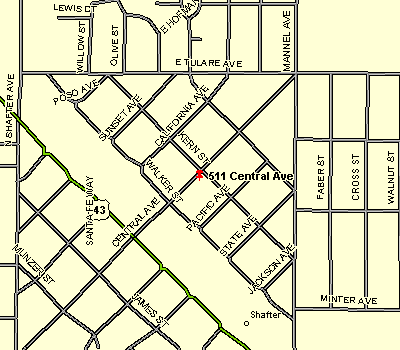 LEWIS CT
WILLOW ST
OLIVE ST
B HOFMAN
MANNEL AVE
E TULARE AVE
N SHAFTER AVE
POSO AVE
SUNSET AVE
CALIFORNIA AVE
KERN ST
WALKER ST
511 Central Ave
FABER ST
CROSS ST
WALNUT ST
SANTA FE WAY
43
CENTRAL AVE
PACIFIC AVE
STATE AVE
JACKSON AVE
MUNZER ST
JAMES ST
MINTER AVE
Shafter